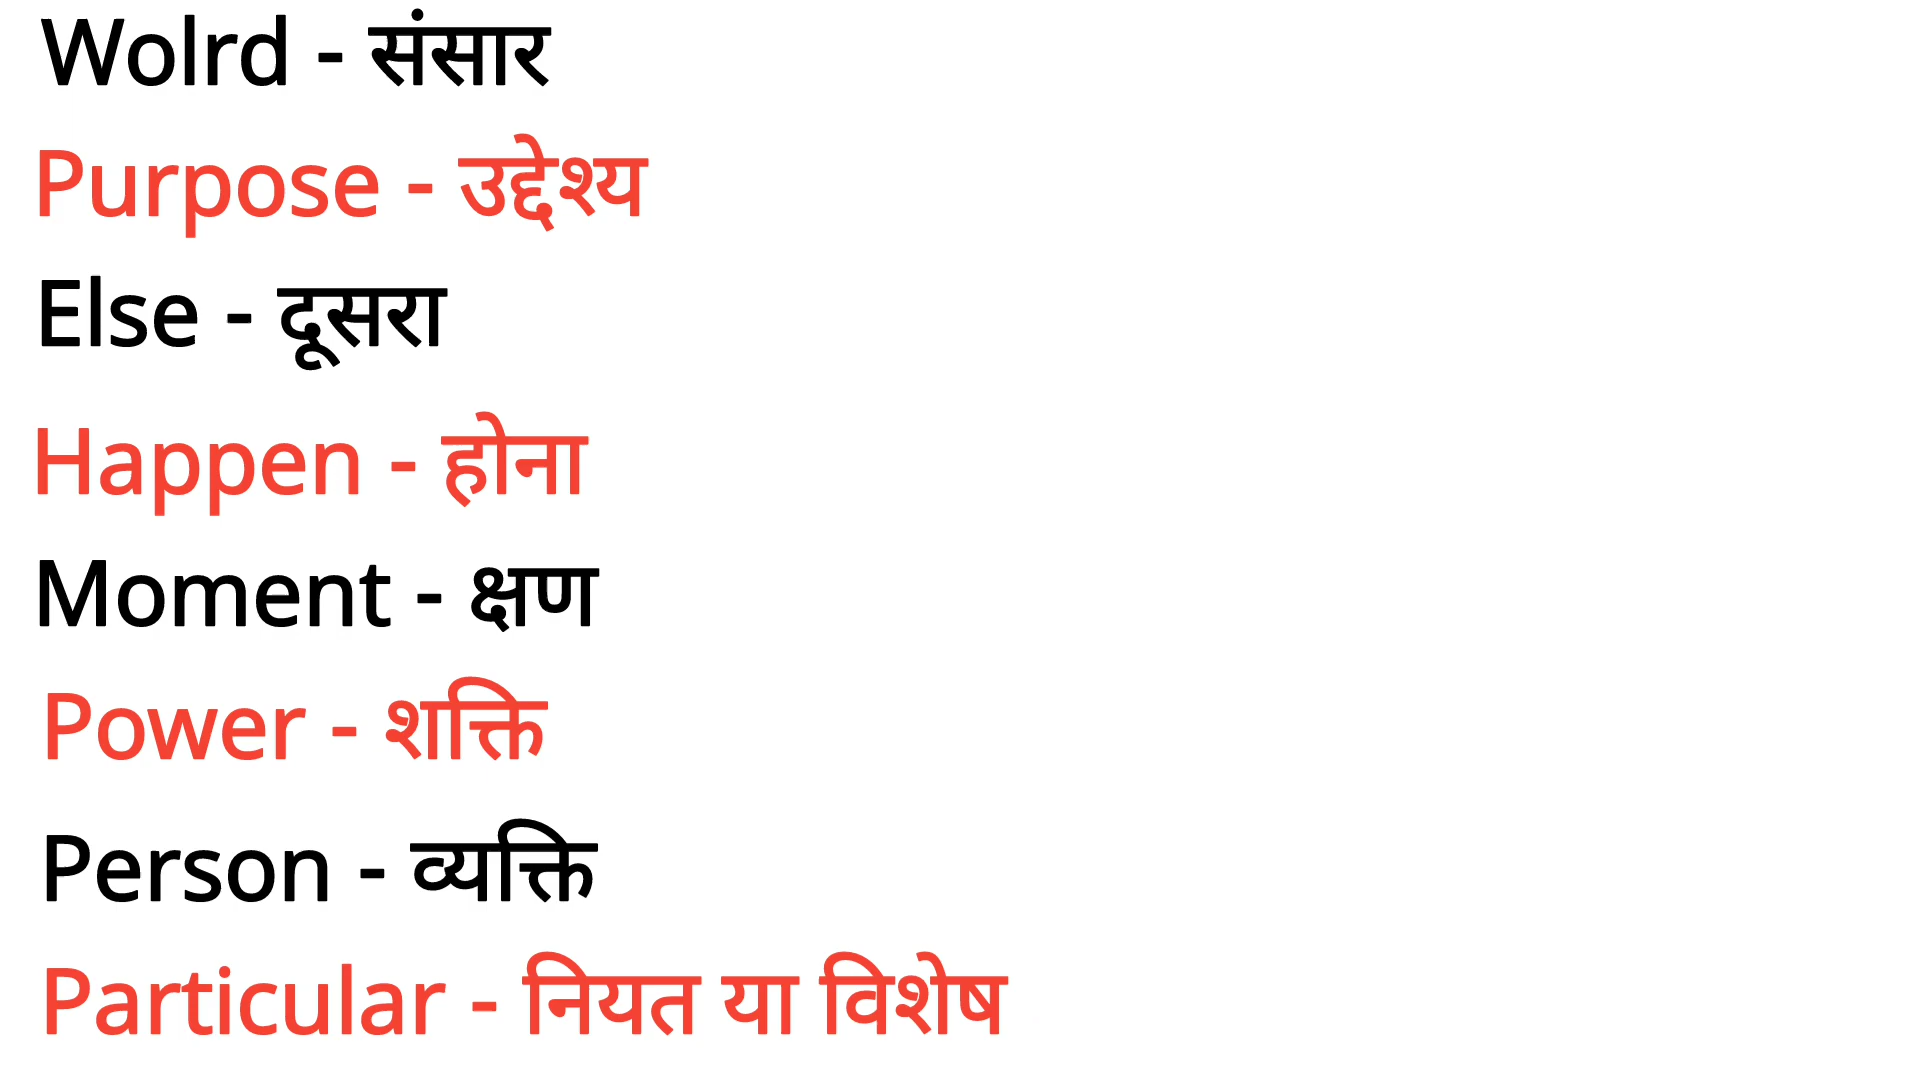 Wolrd - संसार
Purpose - उद्देश्य
Else - दूसरा
Happen - होना
Moment - क्षण
Power - शक्ति
Person - व्यक्ति
Particular - नियत या विशेष